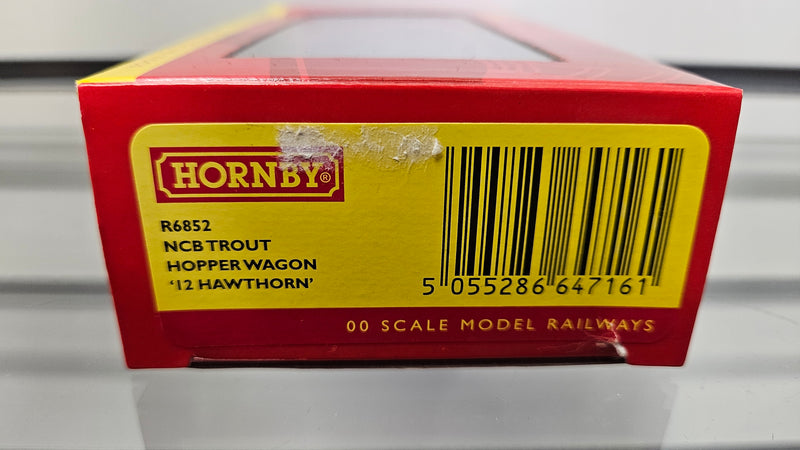 HORNBY®
R6852
NCB TROUT
HOPPER WAGON
‘12 HAWTHORN’
5 055286 647161
00 SCALE MODEL RAILWAYS